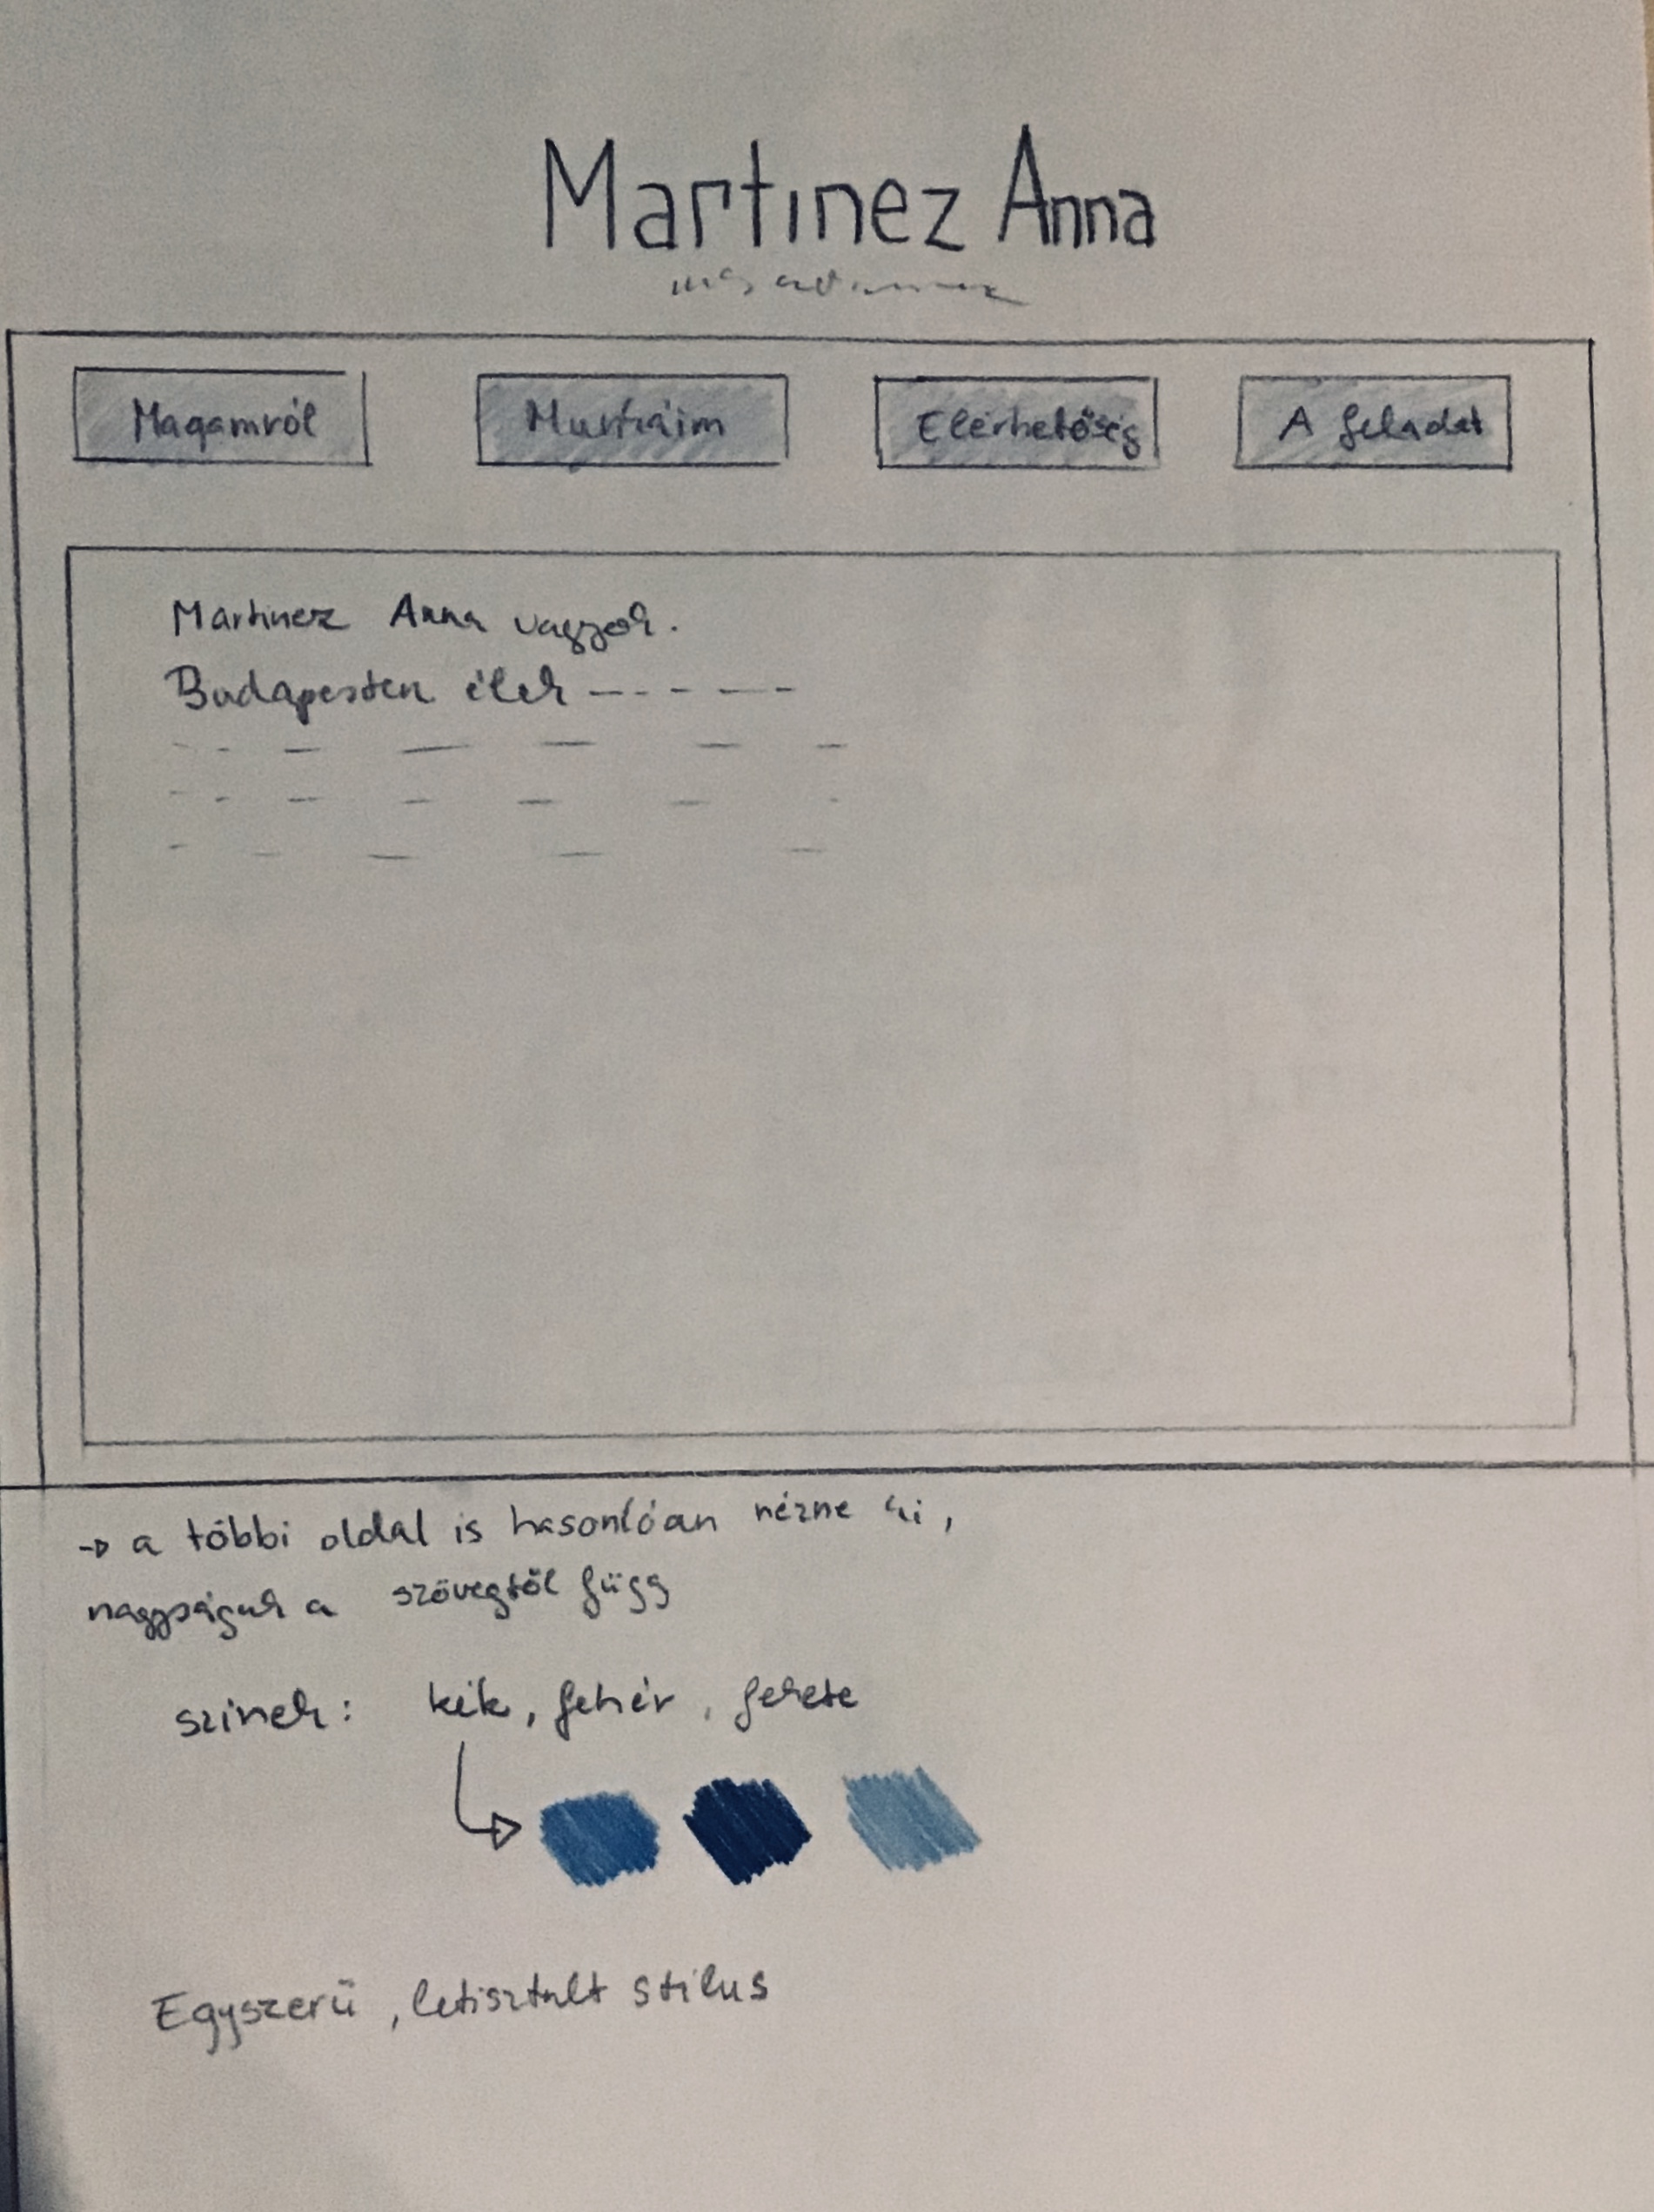 Martinez Anna
Magamról
Munkáim
Elérhetőség
A feladat
Martinez Anna vagyok.
Budapesten élek
→ a többi oldal is hasonlóan nézne ki,
nagyságuk a szövegtől függ
színek: kék, fehér, fekete
Egyszerű, letisztult stílus